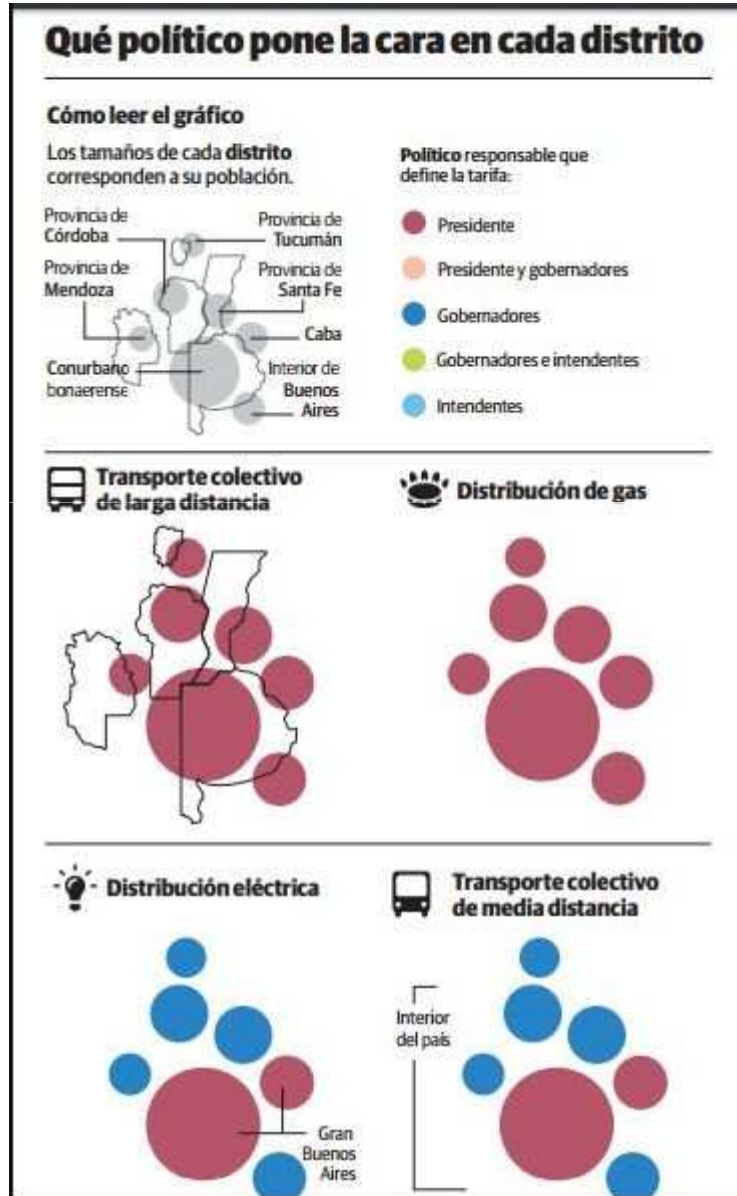 Qué político pone la cara en cada distrito
Cómo leer el gráfico
Los tamaños de cada distrito
corresponden a su población.
Provincia de
Córdoba
Provincia de
Tucumán
Provincia de
Mendoza
Provincia de
Santa Fe
Caba
Conurbano
bonaerense
Interior de
Buenos
Aires
Político responsable que
define la tarifa:
Presidente
Presidente y gobernadores
Gobernadores
Gobernadores e intendentes
Intendentes
Transporte colectivo
de larga distancia
Distribución de gas
Distribución eléctrica
Gran
Buenos
Aires
Transporte colectivo
de media distancia
Interior
del país